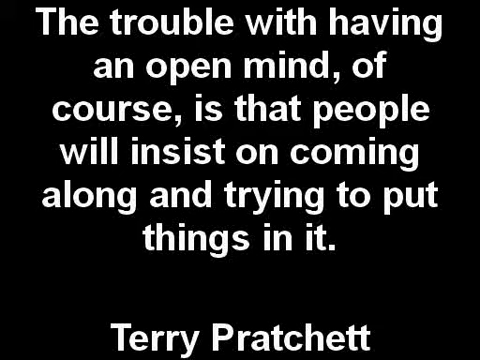 The trouble with having
an open mind, of
course, is that people
will insist on coming
along and trying to put
things in it.
Terry Pratchett